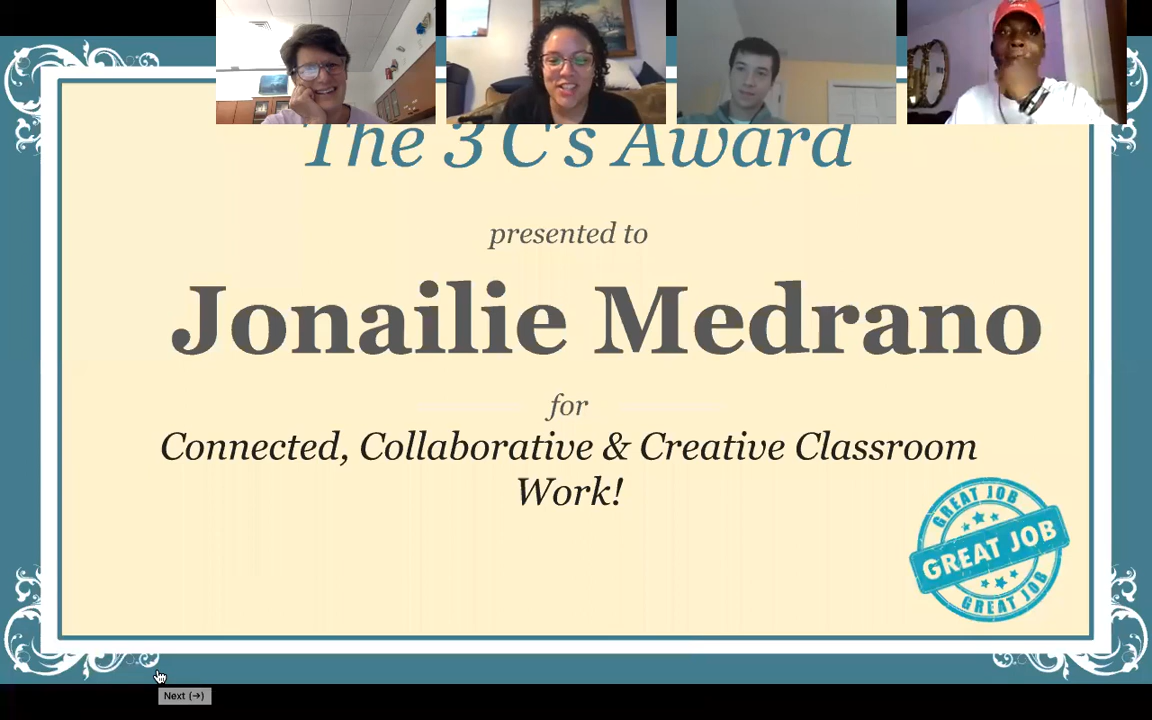 The 3 C's Award
presented to
Jonailie Medrano
for
Connected, Collaborative & Creative Classroom
Work!
GREAT JOB
GREAT JOB
GREAT JOB
Next (→)